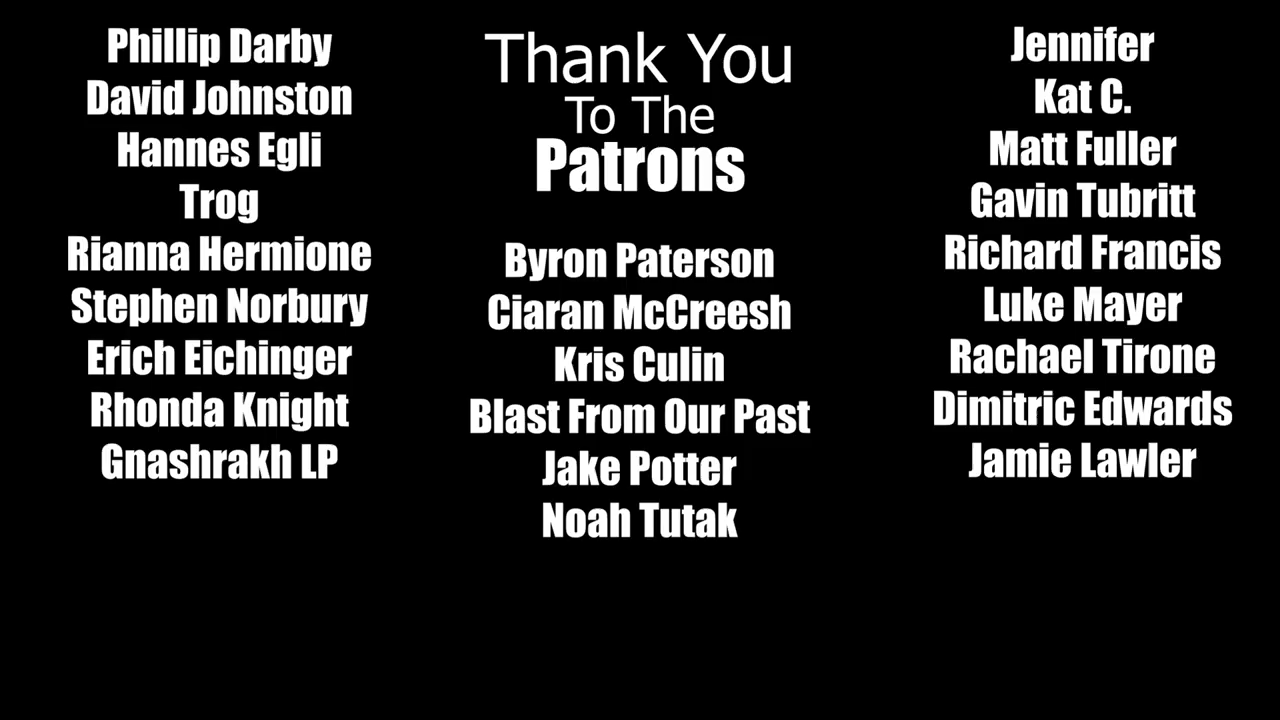 Phillip Darby
David Johnston
Hannes Egli
Trog
Rianna Hermione
Stephen Norbury
Erich Eichinger
Rhonda Knight
Gnashrakh LP
Thank You
To The
Patrons
Byron Paterson
Ciaran McCreesh
Kris Culin
Blast From Our Past
Jake Potter
Noah Tutak
Jennifer
Kat C.
Matt Fuller
Gavin Tubritt
Richard Francis
Luke Mayer
Rachael Tirone
Dimitric Edwards
Jamie Lawler